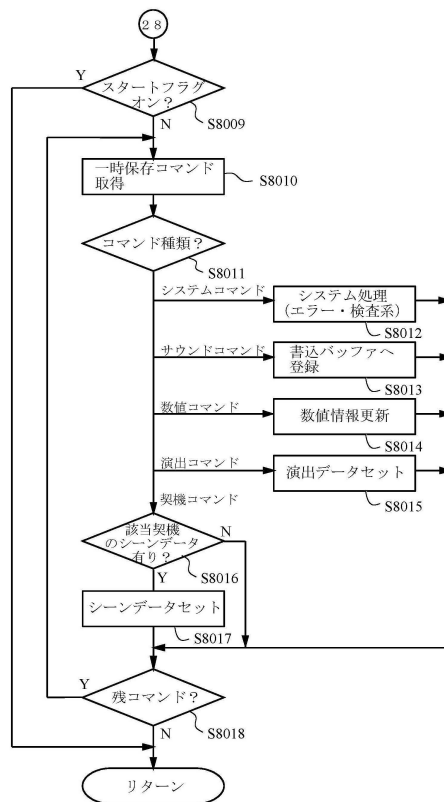 28
Y
スタートフラグ
オン？
N
S8009
一時保存コマンド
取得
S8010
コマンド種類？
S8011
システムコマンド
システム処理
(エラー・検査系)
S8012
サウンドコマンド
書込バッファへ
登録
S8013
数値コマンド
数値情報更新
S8014
演出コマンド
演出データセット
S8015
契機コマンド
該当契機
のシーンデータ
有り？
N
S8016
Y
シーンデータセット
S8017
Y
残コマンド？
S8018
N
リターン